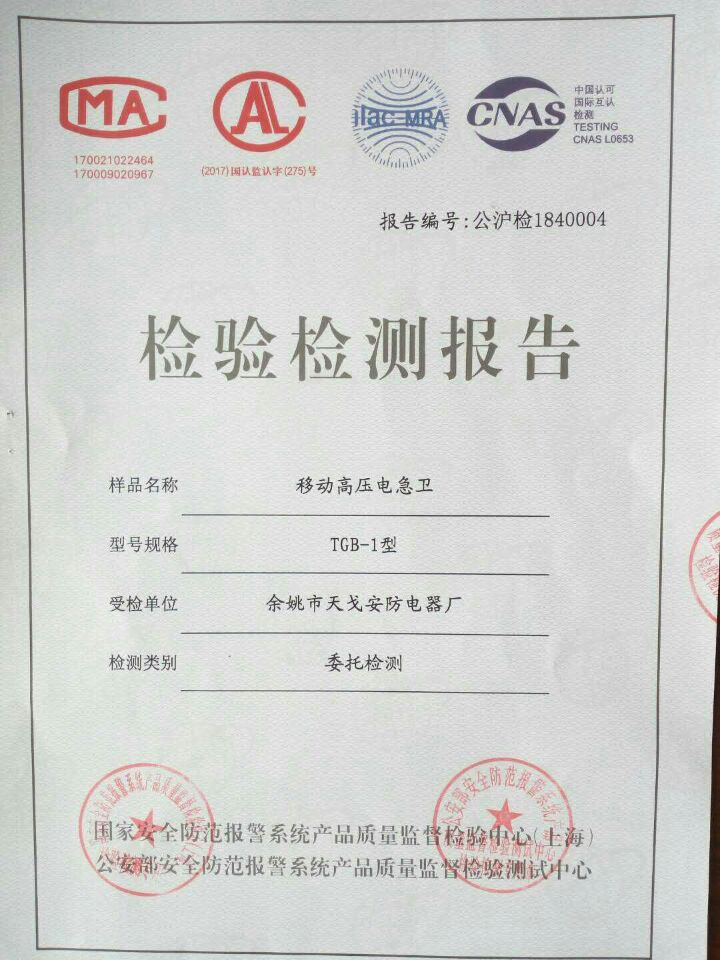 MA
AL
ilac-MRA
CNAS
中国认可
国际互认
检测
TESTING
CNAS L0653
170021022464
170009020967
(2017)国认监认字(275)号
报告编号:公沪检1840004
检验检测报告
样品名称 移动高压电急卫
型号规格 TGB-1型
受检单位 余姚市天戈安防电器厂
检测类别 委托检测
国家安全防范报警系统产品质量监督检验中心(上海)
公安部安全防范报警系统产品质量监督检验测试中心